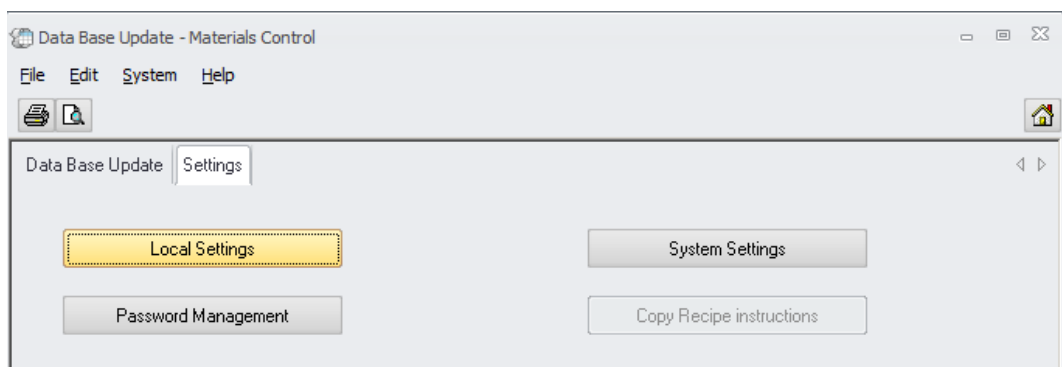 Data Base Update - Materials Control
File Edit System Help
Data Base Update Settings
Local Settings System Settings
Password Management Copy Recipe instructions